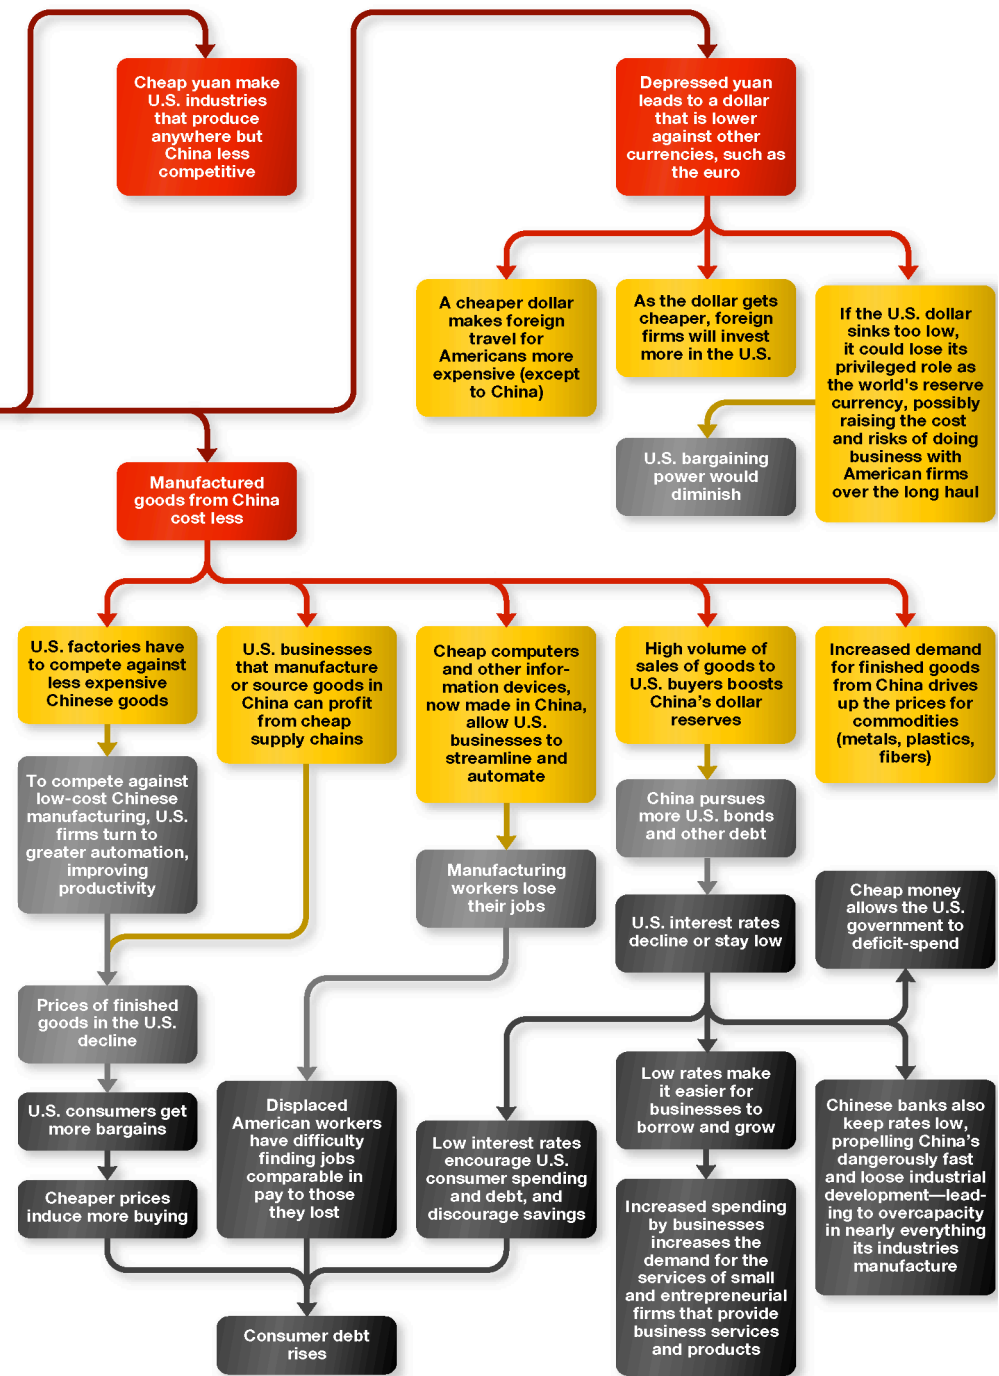 Cheap yuan make
U.S. industries
that produce
anywhere but
China less
competitive
Depressed yuan
leads to a dollar
that is lower
against other
currencies, such as
the euro
A cheaper dollar
makes foreign
travel for
Americans more
expensive (except
to China)
As the dollar gets
cheaper, foreign
firms will invest
more in the U.S.
If the U.S. dollar
sinks too low,
it could lose its
privileged role as
the world's reserve
currency, possibly
raising the cost
and risks of doing
business with
American firms
over the long haul
U.S. bargaining
power would
diminish
Manufactured
goods from China
cost less
U.S. factories have
to compete against
less expensive
Chinese goods
U.S. businesses
that manufacture
or source goods in
China can profit
from cheap
supply chains
Cheap computers
and other infor-
mation devices,
now made in China,
allow U.S.
businesses to
streamline and
automate
High volume of
sales of goods to
U.S. buyers boosts
China's dollar
reserves
Increased demand
for finished goods
from China drives
up the prices for
commodities
(metals, plastics,
fibers)
To compete against
low-cost Chinese
manufacturing, U.S.
firms turn to
greater automation,
improving
productivity
Manufacturing
workers lose
their jobs
China pursues
more U.S. bonds
and other debt
U.S. interest rates
decline or stay low
Cheap money
allows the U.S.
government to
deficit-spend
Prices of finished
goods in the U.S.
decline
U.S. consumers get
more bargains
Cheaper prices
induce more buying
Displaced
American workers
have difficulty
finding jobs
comparable in
pay to those
they lost
Low interest rates
encourage U.S.
consumer spending
and debt, and
discourage savings
Low rates make
it easier for
businesses to
borrow and grow
Increased spending
by businesses
increases the
demand for the
services of small
and entrepreneurial
firms that provide
business services
and products
Chinese banks also
keep rates low,
propelling China's
dangerously fast
and loose industrial
development—lead-
ing to overcapacity
in nearly everything
its industries
manufacture
Consumer debt
rises